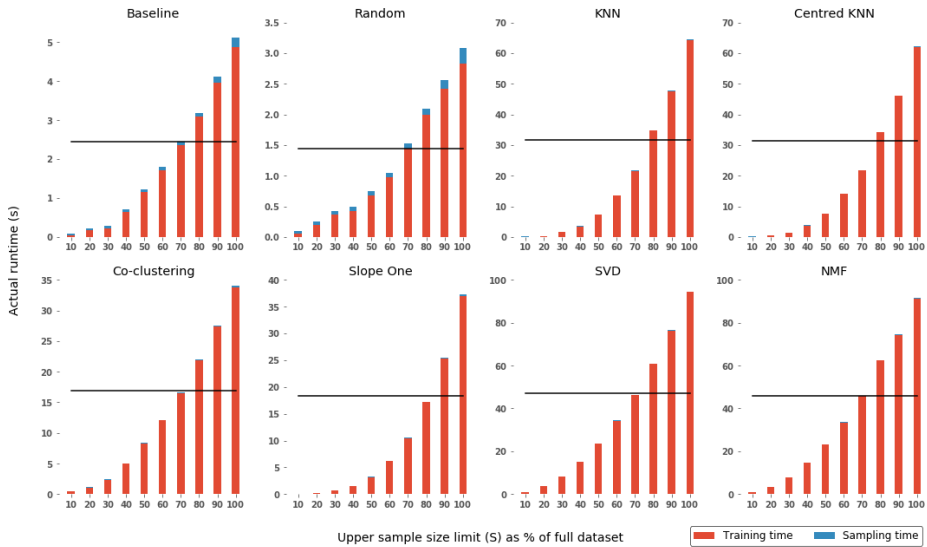 Baseline
Random
KNN
Centred KNN
5
4
3
2
1
0
3.5
3.0
2.5
2.0
1.5
1.0
0.5
0.0
70
60
50
40
30
20
10
0
70
60
50
40
30
20
10
0
10 20 30 40 50 60 70 80 90 100
10 20 30 40 50 60 70 80 90 100
10 20 30 40 50 60 70 80 90 100
10 20 30 40 50 60 70 80 90 100
Actual runtime (s)
Co-clustering
Slope One
SVD
NMF
35
30
25
20
15
10
5
0
40
35
30
25
20
15
10
5
0
100
80
60
40
20
0
100
80
60
40
20
0
10 20 30 40 50 60 70 80 90 100
10 20 30 40 50 60 70 80 90 100
10 20 30 40 50 60 70 80 90 100
10 20 30 40 50 60 70 80 90 100
Upper sample size limit (S) as % of full dataset
Training time
Sampling time